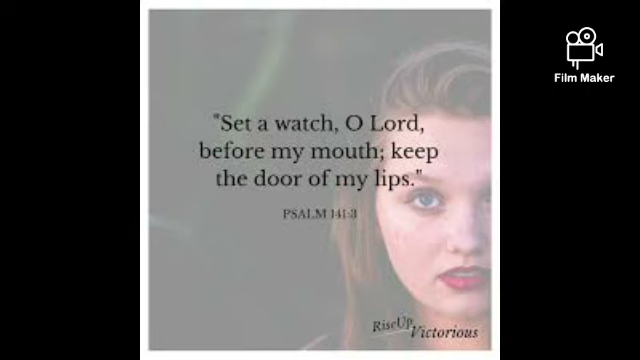 "Set a watch, O Lord,
before my mouth; keep
the door of my lips."
PSALM 141:3
RiseUp
Victorious
Film Maker